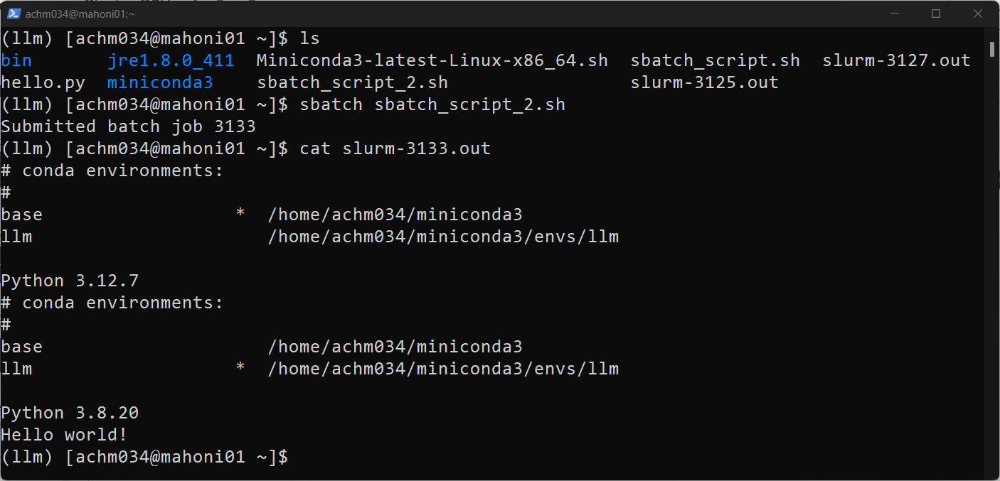 achm034@mahoni01:~
(llm) [achm034@mahoni01 ~]$ ls
bin       jre1.8.0_411  Miniconda3-latest-Linux-x86_64.sh  sbatch_script.sh  slurm-3127.out
hello.py  miniconda3    sbatch_script_2.sh                 slurm-3125.out
(llm) [achm034@mahoni01 ~]$ sbatch sbatch_script_2.sh
Submitted batch job 3133
(llm) [achm034@mahoni01 ~]$ cat slurm-3133.out
# conda environments:
#
base                  *  /home/achm034/miniconda3
llm                      /home/achm034/miniconda3/envs/llm
Python 3.12.7
# conda environments:
#
base                     /home/achm034/miniconda3
llm                   *  /home/achm034/miniconda3/envs/llm
Python 3.8.20
Hello world!
(llm) [achm034@mahoni01 ~]$